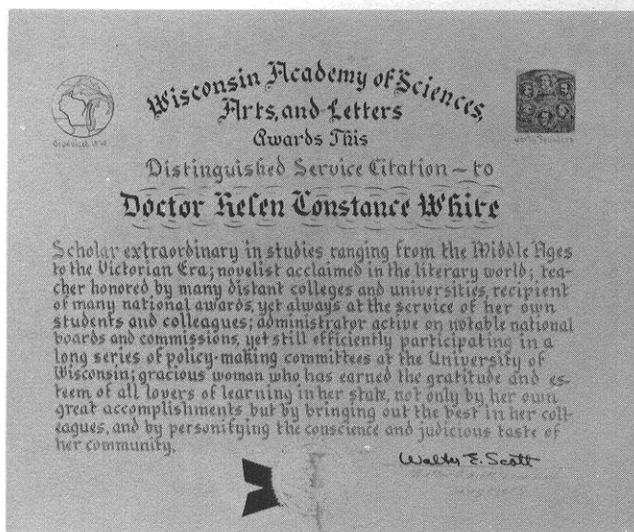 Wisconsin Academy of Sciences,
Arts, and Letters
Awards This
Distinguished Service Citation — to
Doctor Helen Constance White
Scholar extraordinary in studies ranging from the Middle Ages
to the Victorian Era; novelist acclaimed in the literary world; tea-
cher honored by many distant colleges and universities, recipient
of many national awards, yet always at the service of her own
students and colleagues; administrator active on notable national
boards and commissions, yet still efficiently participating in a
long series of policy-making committees at the University of
Wisconsin; gracious woman who has earned the gratitude and es-
teem of all lovers of learning in her state, not only by her own
great accomplishments but by bringing out the best in her coll-
eagues, and by personifying the conscience and judicious taste of
her community.
Walter E. Scott